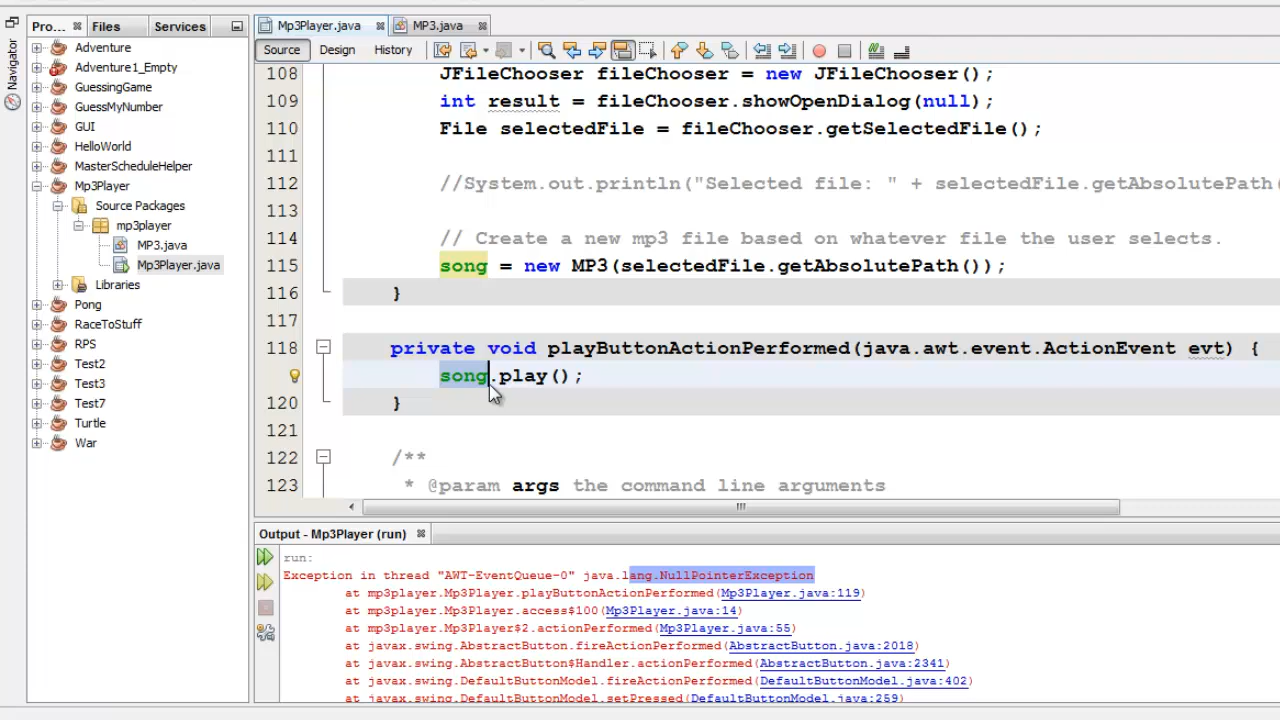 Pro... Files Services
Navigator
Adventure
Adventure1_Empty
GuessingGame
GuessMyNumber
GUI
HelloWorld
MasterScheduleHelper
Mp3Player
Source Packages
mp3player
MP3.java
Mp3Player.java
Libraries
Pong
RaceToStuff
RPS
Test2
Test3
Test7
Turtle
War
Mp3Player.java MP3.java
Source Design History
108 JFileChooser fileChooser = new JFileChooser();
109 int result = fileChooser.showOpenDialog(null);
110 File selectedFile = fileChooser.getSelectedFile();
111
112 //System.out.println("Selected file: " + selectedFile.getAbsolutePath(
113
114 // Create a new mp3 file based on whatever file the user selects.
115 song = new MP3(selectedFile.getAbsolutePath());
116 }
117
118 private void playButtonActionPerformed(java.awt.event.ActionEvent evt) {
song.play();
120 }
121
122 /**
123 * @param args the command line arguments
Output - Mp3Player (run)
run:
Exception in thread "AWT-EventQueue-0" java.lang.NullPointerException
at mp3player.Mp3Player.playButtonActionPerformed(Mp3Player.java:119)
at mp3player.Mp3Player.access$100(Mp3Player.java:14)
at mp3player.Mp3Player$2.actionPerformed(Mp3Player.java:55)
at javax.swing.AbstractButton.fireActionPerformed(AbstractButton.java:2018)
at javax.swing.AbstractButton$Handler.actionPerformed(AbstractButton.java:2341)
at javax.swing.DefaultButtonModel.fireActionPerformed(DefaultButtonModel.java:402)
at javax.swing.DefaultButtonModel.setPressed(DefaultButtonModel.java:259)